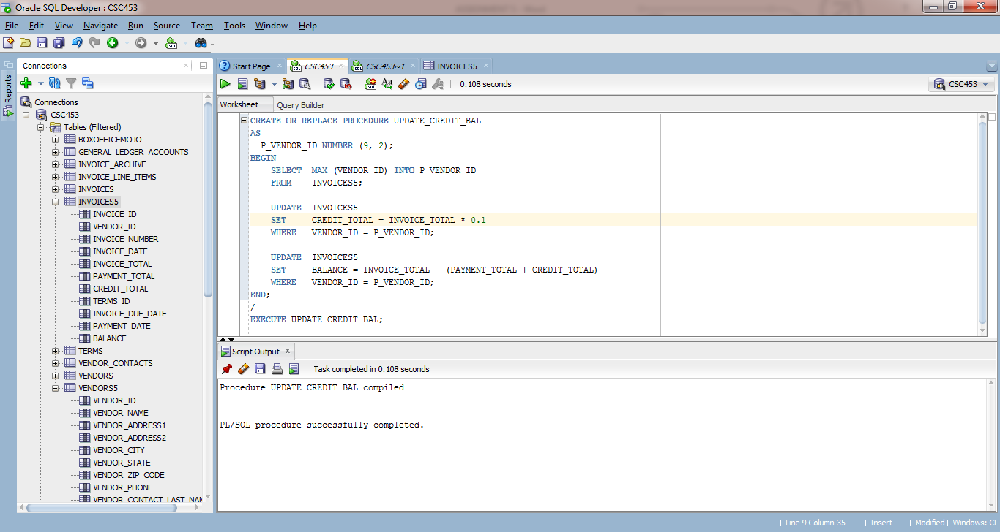 Oracle SQL Developer : CSC453
File Edit View Navigate Run Source Team Tools Window Help
Reports
Connections
Connections
CSC453
Tables (Filtered)
BOXOFFICEMOJO
GENERAL_LEDGER_ACCOUNTS
INVOICE_ARCHIVE
INVOICE_LINE_ITEMS
INVOICES
INVOICES5
INVOICE_ID
VENDOR_ID
INVOICE_NUMBER
INVOICE_DATE
INVOICE_TOTAL
PAYMENT_TOTAL
CREDIT_TOTAL
TERMS_ID
INVOICE_DUE_DATE
PAYMENT_DATE
BALANCE
TERMS
VENDOR_CONTACTS
VENDORS
VENDORS5
VENDOR_ID
VENDOR_NAME
VENDOR_ADDRESS1
VENDOR_ADDRESS2
VENDOR_CITY
VENDOR_STATE
VENDOR_ZIP_CODE
VENDOR_PHONE
VENDOR_CONTACT_LAST_NAM
Start Page CSC453 CSC453~1 INVOICES5
0.108 seconds CSC453
Worksheet Query Builder
CREATE OR REPLACE PROCEDURE UPDATE_CREDIT_BAL
AS
P_VENDOR_ID NUMBER (9, 2);
BEGIN
SELECT MAX (VENDOR_ID) INTO P_VENDOR_ID
FROM INVOICES5;
UPDATE INVOICES5
SET CREDIT_TOTAL = INVOICE_TOTAL * 0.1
WHERE VENDOR_ID = P_VENDOR_ID;
UPDATE INVOICES5
SET BALANCE = INVOICE_TOTAL - (PAYMENT_TOTAL + CREDIT_TOTAL)
WHERE VENDOR_ID = P_VENDOR_ID;
END;
/
EXECUTE UPDATE_CREDIT_BAL;
Script Output x
Task completed in 0.108 seconds
Procedure UPDATE_CREDIT_BAL compiled
PL/SQL procedure successfully completed.
Line 9 Column 35 Insert Modified Windows: